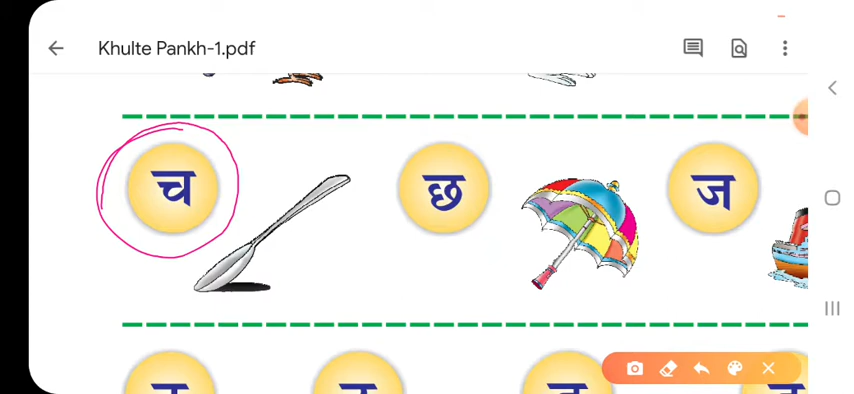 Khulte Pankh-1.pdf
च छ ज